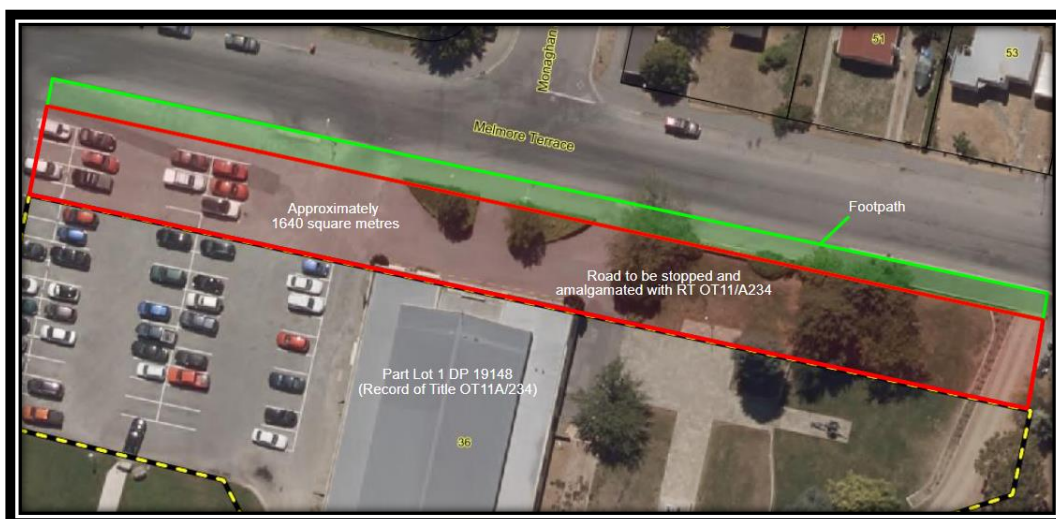 51
53
Monaghan
Melmore Terrace
Footpath
Approximately
1640 square metres
Road to be stopped and
amalgamated with RT OT11/A234
Part Lot 1 DP 19148
(Record of Title OT11A/234)
36